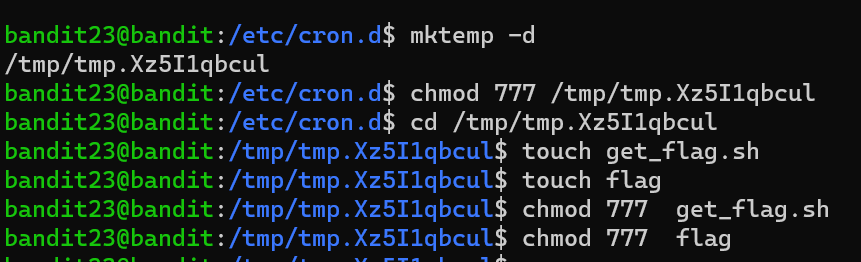 bandit23@bandit:/etc/cron.d$ mktemp -d
/tmp/tmp.Xz5I1qbcul
bandit23@bandit:/etc/cron.d$ chmod 777 /tmp/tmp.Xz5I1qbcul
bandit23@bandit:/etc/cron.d$ cd /tmp/tmp.Xz5I1qbcul
bandit23@bandit:/tmp/tmp.Xz5I1qbcul$ touch get_flag.sh
bandit23@bandit:/tmp/tmp.Xz5I1qbcul$ touch flag
bandit23@bandit:/tmp/tmp.Xz5I1qbcul$ chmod 777  get_flag.sh
bandit23@bandit:/tmp/tmp.Xz5I1qbcul$ chmod 777  flag